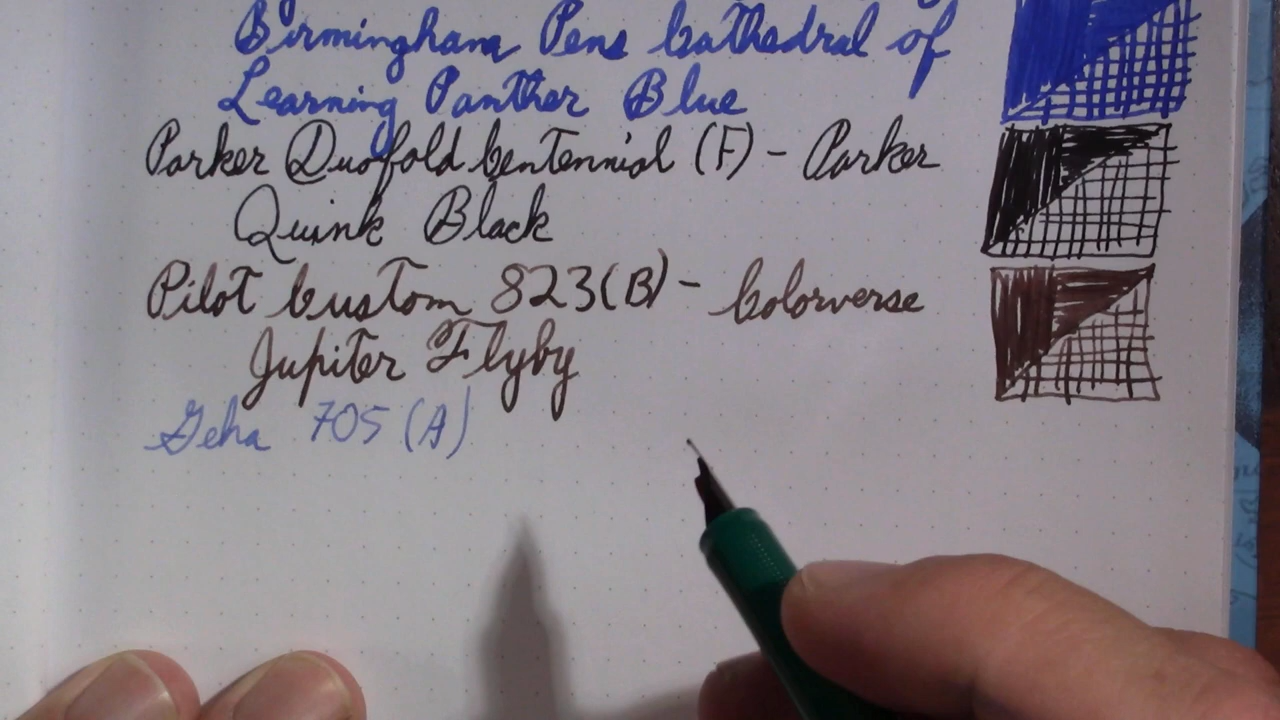 Birmingham Pens Cathedral of
Learning Panther Blue
Parker Duofold Centennial (F) - Parker
Quink Black
Pilot Custom 823(B) - Colorverse
Jupiter Flyby
Geha 705 (A)